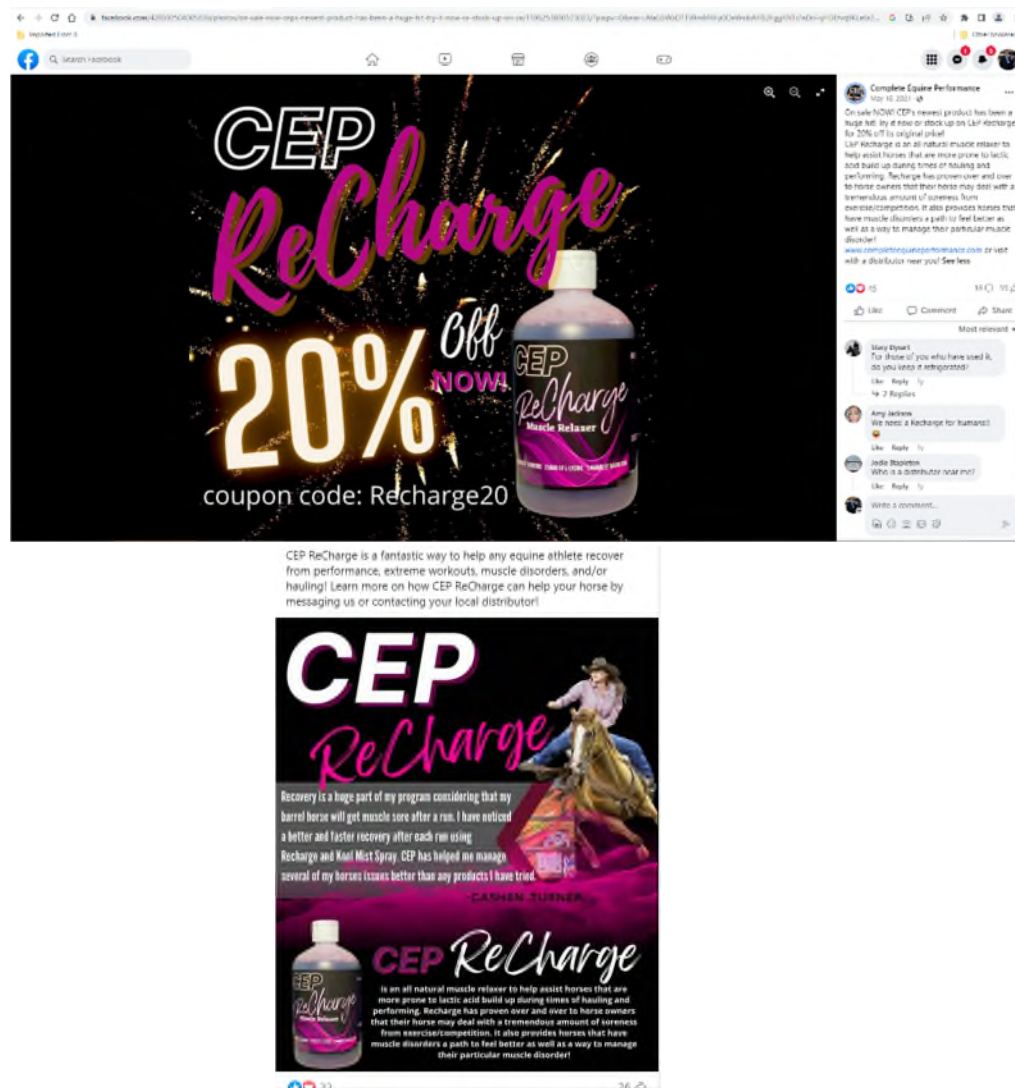 Search Facebook
CEP
ReCharge
20%
Off
NOW!
coupon code: Recharge20
CEP
ReCharge
Muscle Relaxer
Complete Equine Performance
May 10, 2021
On sale NOW! CEP's newest product has been a
huge hit! Try it now or stock up on CEP Recharge
for 20% off its original price!
CEP Recharge is an all natural muscle relaxer to
help assist horses that are more prone to lactic
acid build up during times of hauling and
performing. Recharge has proven over and over
to horse owners that their horse may deal with a
tremendous amount of soreness from
exercise/competition. It also provides horses that
have muscle disorders a path to feel better as
well as a way to manage their particular muscle
disorder!
www.completeequineperformance.com or visit
with a distributor near you! See less
Like Comment Share
Most relevant
Mary Dysart
For those of you who have used it,
do you keep it refrigerated?
Like Reply 1y
2 Replies
Amy Jackson
We need a Recharge for humans!!
Like Reply 1y
Jodie Stapleton
Who is a distributor near me?
Like Reply 1y
Write a comment...
CEP ReCharge is a fantastic way to help any equine athlete recover
from performance, extreme workouts, muscle disorders, and/or
hauling! Learn more on how CEP ReCharge can help your horse by
messaging us or contacting your local distributor!
CEP
ReCharge
Recovery is a huge part of my program considering that my
barrel horse will get muscle sore after a run. I have noticed
a better and faster recovery after each run using
Recharge and Kool Mist Spray. CEP has helped me manage
several of my horses issues better than any products I have tried.
-CASHEN TURNER
CEP
ReCharge
Muscle Relaxer
CEP ReCharge
is an all natural muscle relaxer to help assist horses that are
more prone to lactic acid build up during times of hauling and
performing. Recharge has proven over and over to horse owners
that their horse may deal with a tremendous amount of soreness
from exercise/competition. It also provides horses that have
muscle disorders a path to feel better as well as a way to manage
their particular muscle disorder!